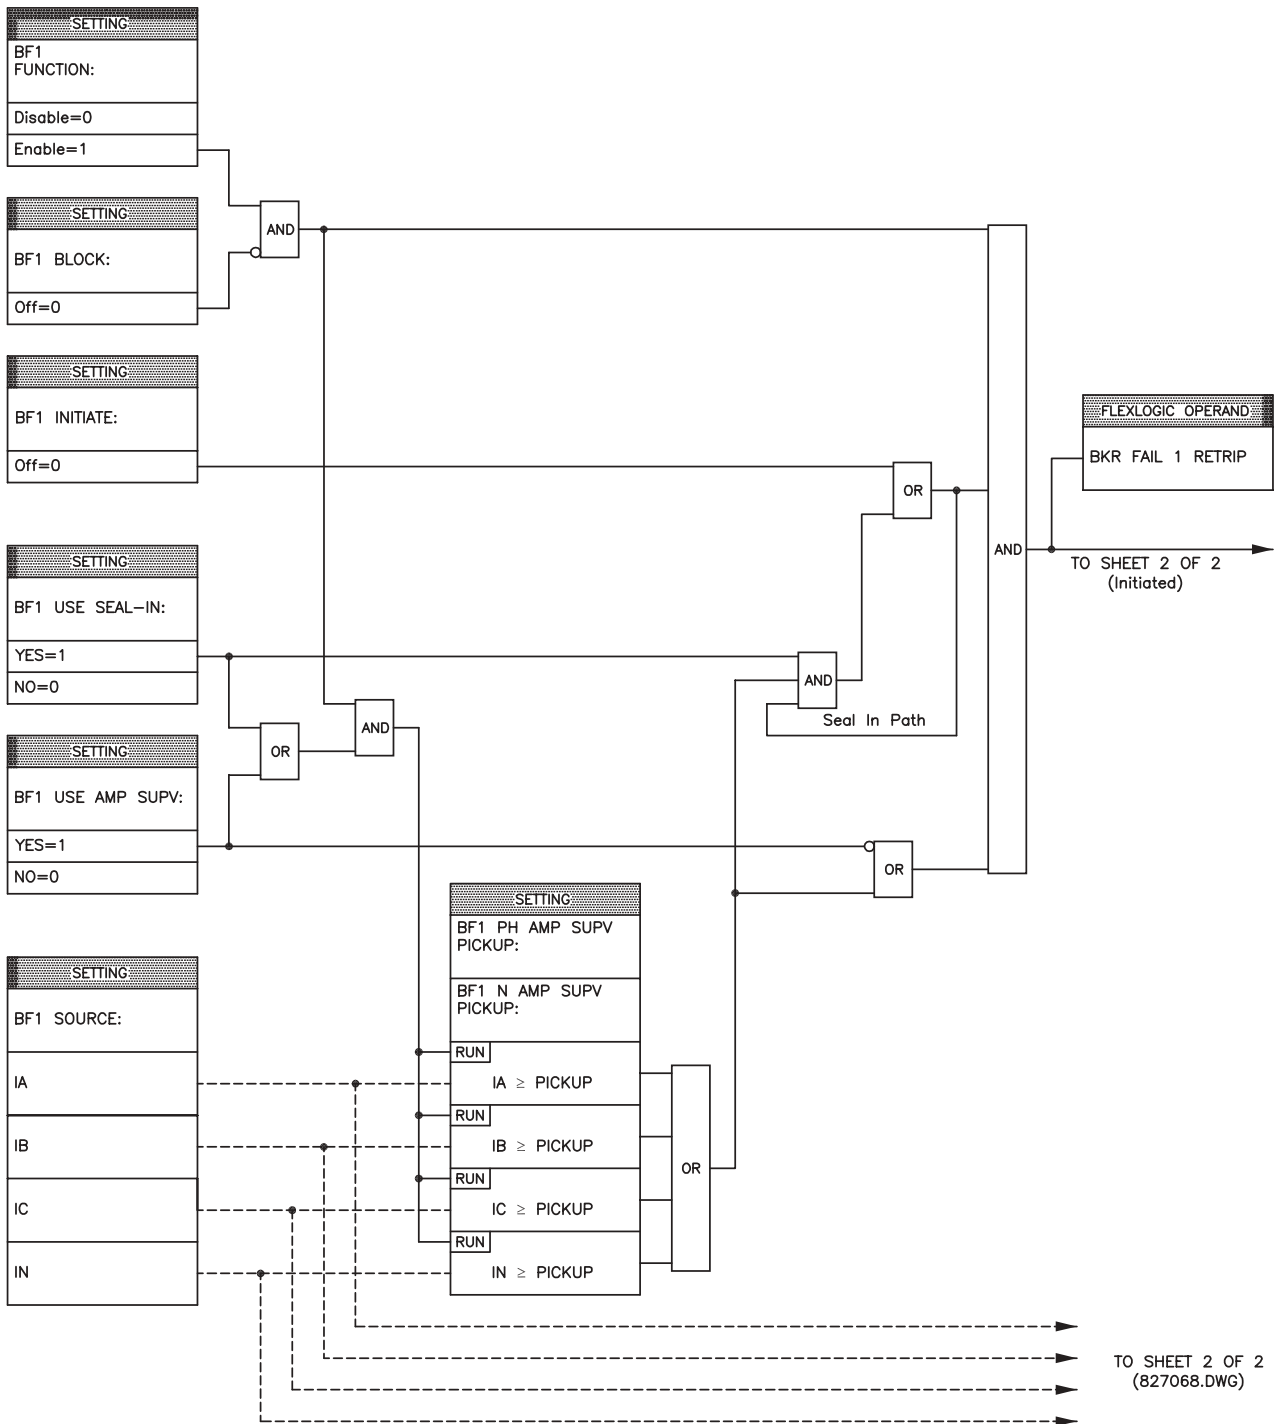 SETTING
BF1
FUNCTION:
Disable=0
Enable=1
SETTING
BF1 BLOCK:
Off=0
AND
SETTING
BF1 INITIATE:
Off=0
OR
FLEXLOGIC OPERAND
BKR FAIL 1 RETRIP
AND
TO SHEET 2 OF 2
(Initiated)
SETTING
BF1 USE SEAL-IN:
YES=1
NO=0
AND
Seal In Path
SETTING
BF1 USE AMP SUPV:
YES=1
NO=0
OR
AND
OR
SETTING
BF1 PH AMP SUPV
PICKUP:
BF1 N AMP SUPV
PICKUP:
RUN
IA ≥ PICKUP
RUN
IB ≥ PICKUP
RUN
IC ≥ PICKUP
RUN
IN ≥ PICKUP
OR
SETTING
BF1 SOURCE:
IA
IB
IC
IN
TO SHEET 2 OF 2
(827068.DWG)